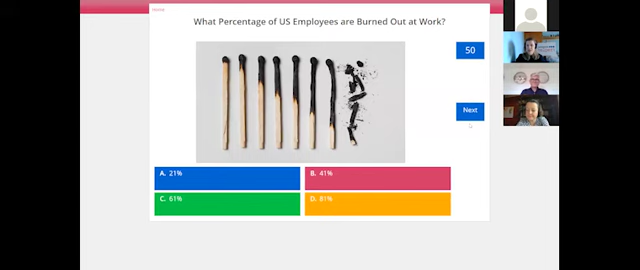 What Percentage of US Employees are Burned Out at Work?
50
Next
A. 21%
B. 41%
C. 61%
D. 81%